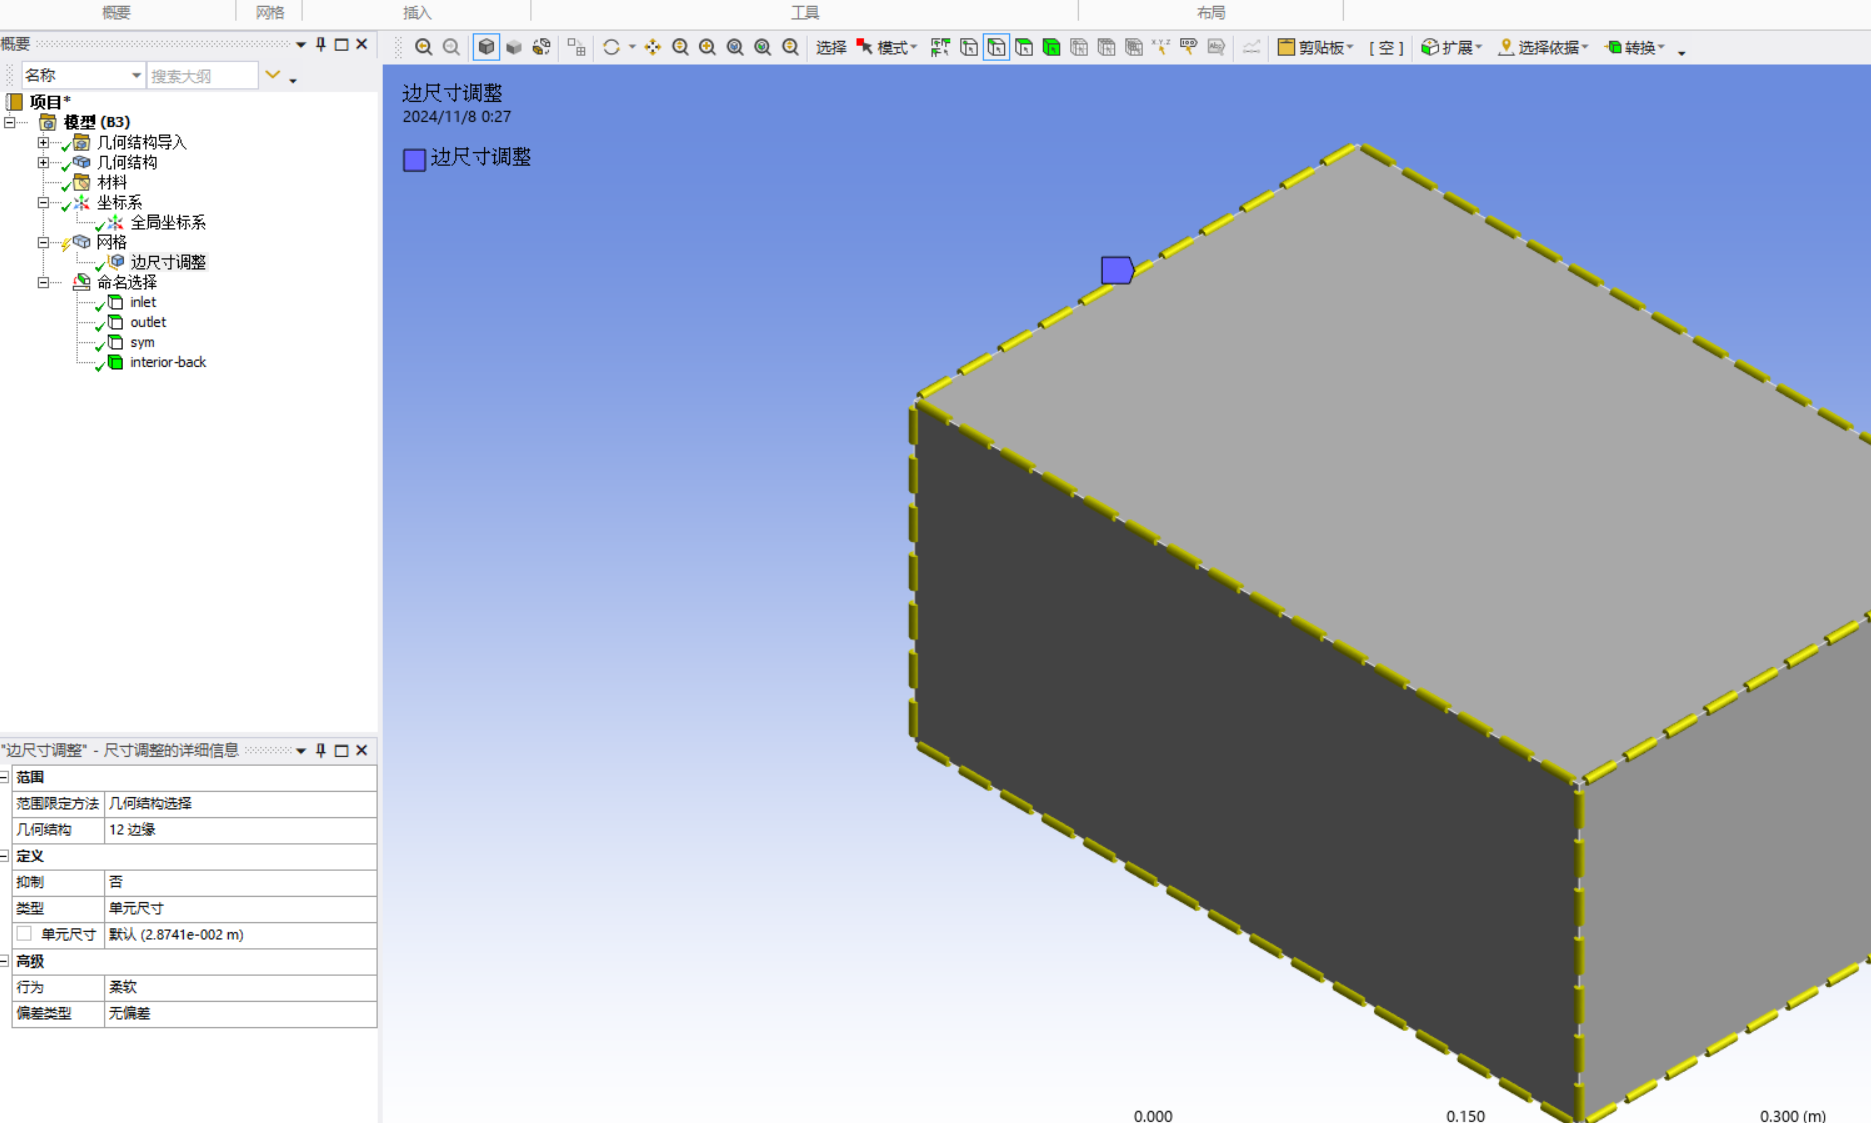 概要
网格
插入
工具
布局
概要
选择
模式
剪贴板
[ 空 ]
扩展
选择依据
转换
名称
搜索大纲
项目*
模型 (B3)
几何结构导入
几何结构
材料
坐标系
全局坐标系
网格
边尺寸调整
命名选择
inlet
outlet
sym
interior-back
边尺寸调整
2024/11/8 0:27
边尺寸调整
"边尺寸调整" - 尺寸调整的详细信息
范围
范围限定方法 几何结构选择
几何结构 12 边缘
定义
抑制 否
类型 单元尺寸
单元尺寸 默认 (2.8741e-002 m)
高级
行为 柔软
偏差类型 无偏差
0.000
0.150
0.300 (m)